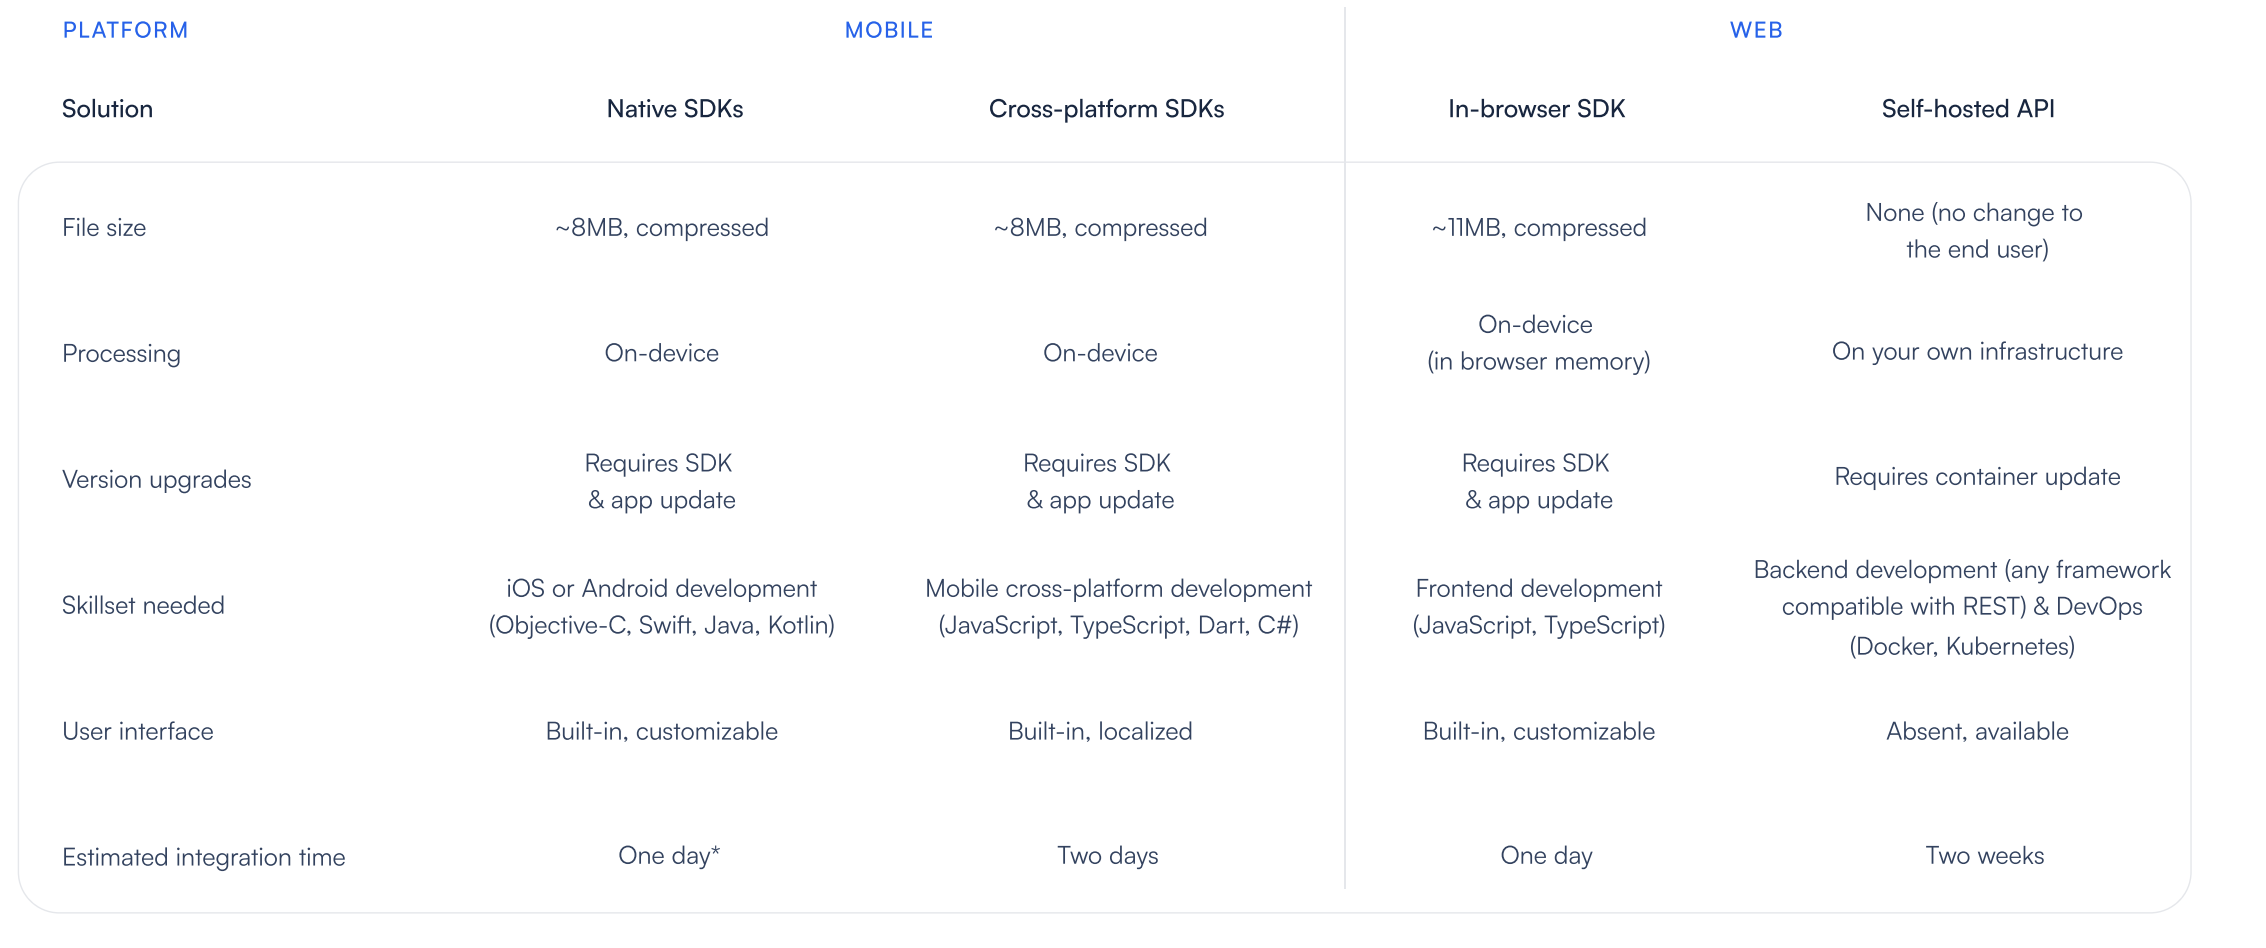 PLATFORM MOBILE WEB
Solution Native SDKs Cross-platform SDKs In-browser SDK Self-hosted API
File size ~8MB, compressed ~8MB, compressed ~11MB, compressed None (no change to
the end user)
Processing On-device On-device On-device
(in browser memory) On your own infrastructure
Version upgrades Requires SDK
& app update Requires SDK
& app update Requires SDK
& app update Requires container update
Skillset needed iOS or Android development
(Objective-C, Swift, Java, Kotlin) Mobile cross-platform development
(JavaScript, TypeScript, Dart, C#) Frontend development
(JavaScript, TypeScript) Backend development (any framework
compatible with REST) & DevOps
(Docker, Kubernetes)
User interface Built-in, customizable Built-in, localized Built-in, customizable Absent, available
Estimated integration time One day* Two days One day Two weeks